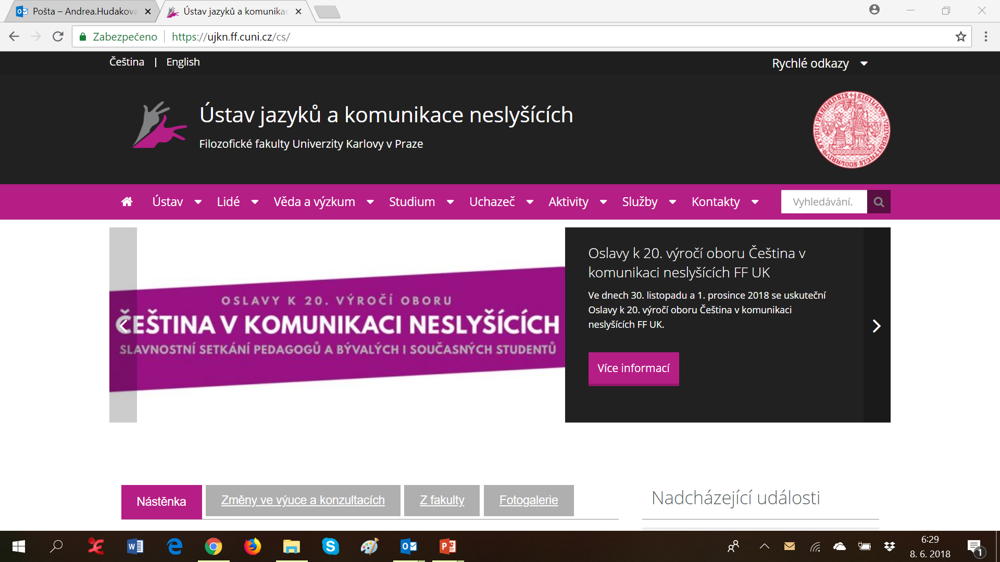 Pošta – Andrea.Hudakova
Ústav jazyků a komunikac
Zabezpečeno
https://ujkn.ff.cuni.cz/cs/
Čeština | English
Rychlé odkazy
Ústav jazyků a komunikace neslyšících
Filozofické fakulty Univerzity Karlovy v Praze
Ústav Lidé Věda a výzkum Studium Uchazeč Aktivity Služby Kontakty Vyhledávání.
OSLAVY K 20. VÝROČÍ OBORU
ČEŠTINA V KOMUNIKACI NESLYŠÍCÍCH
SLAVNOSTNÍ SETKÁNÍ PEDAGOGŮ A BÝVALÝCH I SOUČASNÝCH STUDENTŮ
Oslavy k 20. výročí oboru Čeština v
komunikaci neslyšících FF UK
Ve dnech 30. listopadu a 1. prosince 2018 se uskuteční
Oslavy k 20. výročí oboru Čeština v komunikaci
neslyšících FF UK.
Více informací
Nástěnka
Změny ve výuce a konzultacích
Z fakulty
Fotogalerie
Nadcházející události
6:29
8. 6. 2018
1